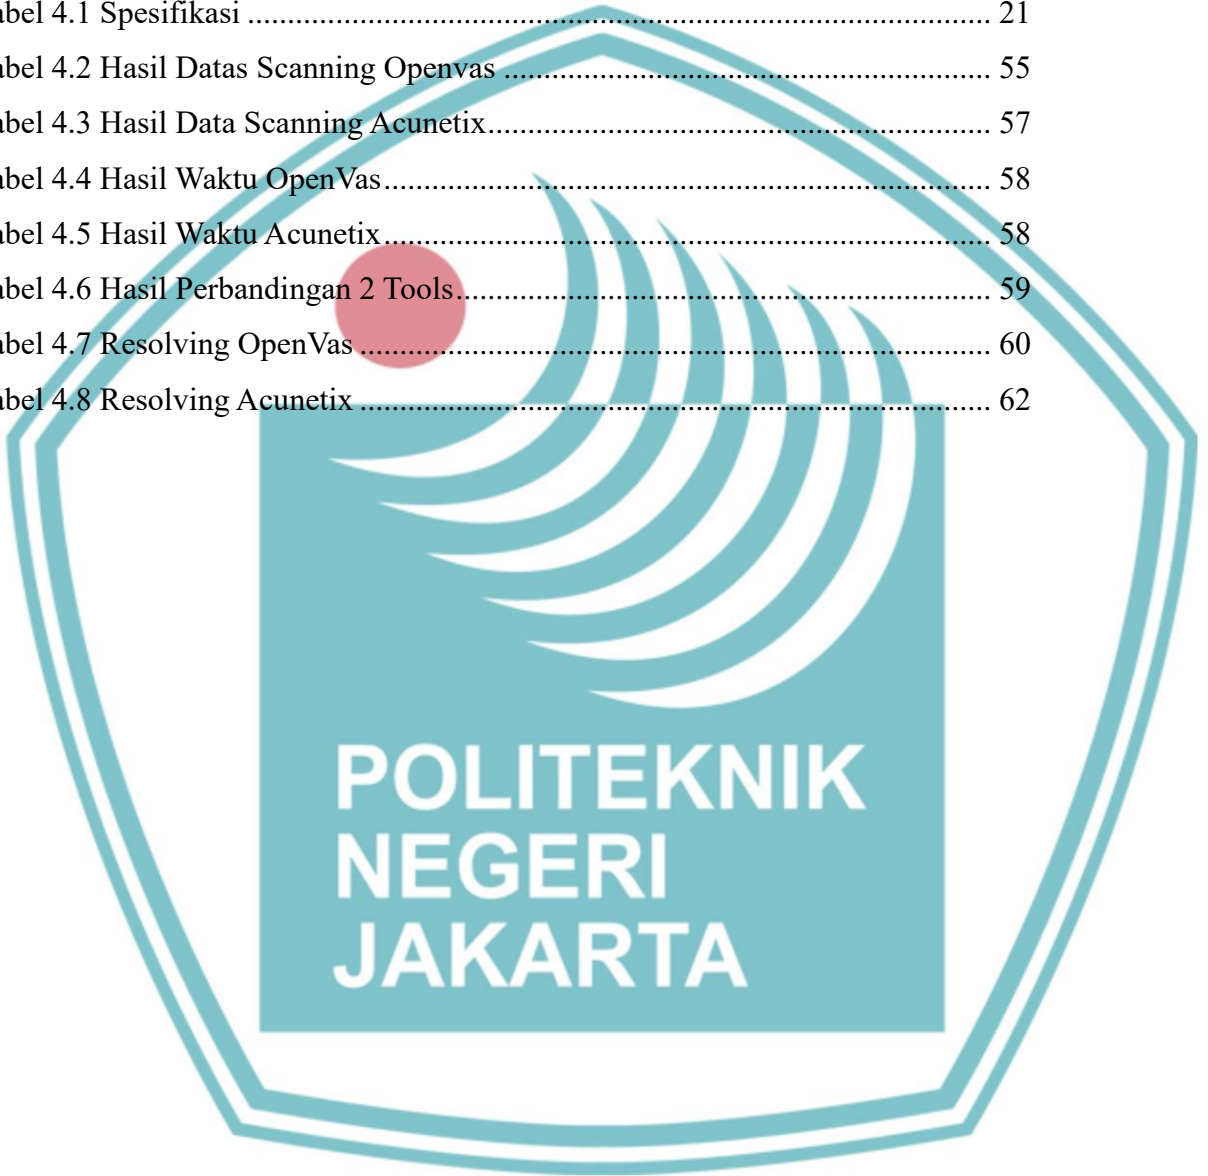 abel 4.1 Spesifikasi ............................................................................................. 21
abel 4.2 Hasil Datas Scanning Openvas ............................................................. 55
abel 4.3 Hasil Data Scanning Acunetix............................................................... 57
abel 4.4 Hasil Waktu OpenVas............................................................................ 58
abel 4.5 Hasil Waktu Acunetix............................................................................ 58
abel 4.6 Hasil Perbandingan 2 Tools................................................................... 59
abel 4.7 Resolving OpenVas ............................................................................... 60
abel 4.8 Resolving Acunetix ............................................................................... 62
POLITEKNIK
NEGERI
JAKARTA